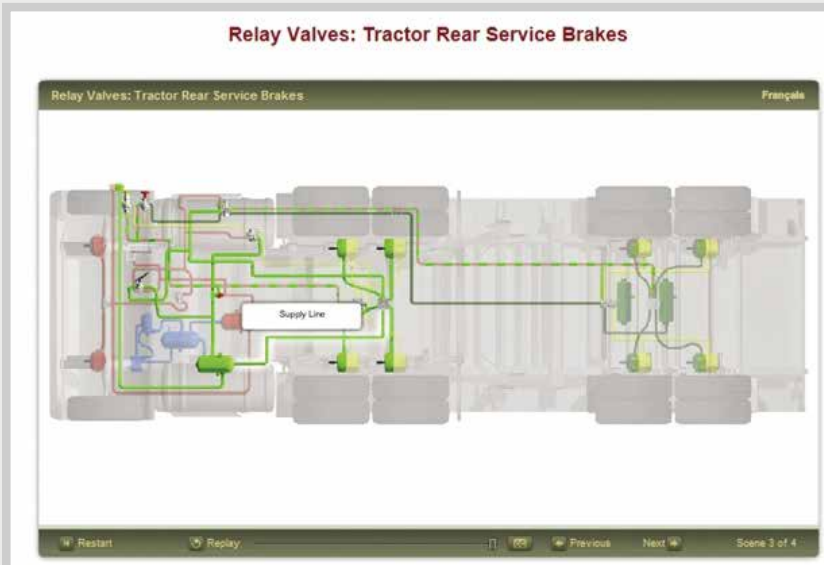 Relay Valves: Tractor Rear Service Brakes
Relay Valves: Tractor Rear Service Brakes Français
Supply Line
Restart Replay: CC Previous Next Scene 3 of 4